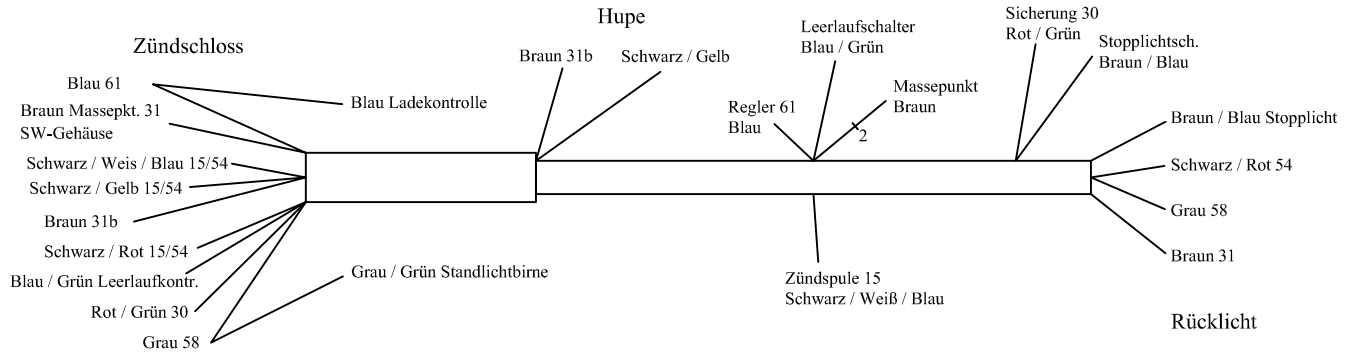 Zündschloss
Blau 61
Blau Ladekontrolle
Braun Massepkt. 31
SW-Gehäuse
Schwarz / Weis / Blau 15/54
Schwarz / Gelb 15/54
Braun 31b
Schwarz / Rot 15/54
Blau / Grün Leerlaufkontr.
Rot / Grün 30
Grau 58
Grau / Grün Standlichtbirne
Hupe
Braun 31b
Schwarz / Gelb
Regler 61
Blau
Leerlaufschalter
Blau / Grün
Massepunkt
Braun
2
Zündspule 15
Schwarz / Weiß / Blau
Sicherung 30
Rot / Grün
Stopplichtsch.
Braun / Blau
Braun / Blau Stopplicht
Schwarz / Rot 54
Grau 58
Braun 31
Rücklicht